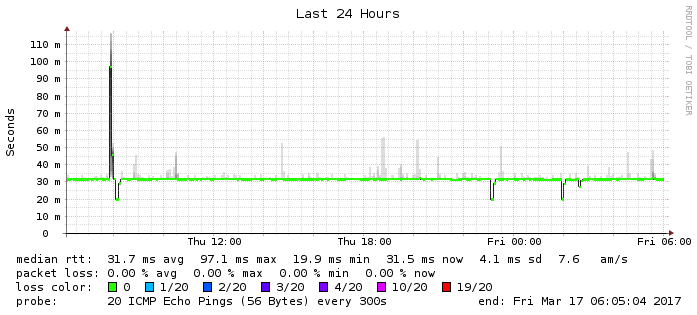 Last 24 Hours
RRDTOOL / TOBI OETIKER
Seconds
110 m
100 m
90 m
80 m
70 m
60 m
50 m
40 m
30 m
20 m
10 m
0
Thu 12:00 Thu 18:00 Fri 00:00 Fri 06:00
median rtt: 31.7 ms avg 97.1 ms max 19.9 ms min 31.5 ms now 4.1 ms sd 7.6 am/s
packet loss: 0.00 % avg 0.00 % max 0.00 % min 0.00 % now
loss color: 0 1/20 2/20 3/20 4/20 10/20 19/20
probe: 20 ICMP Echo Pings (56 Bytes) every 300s end: Fri Mar 17 06:05:04 2017